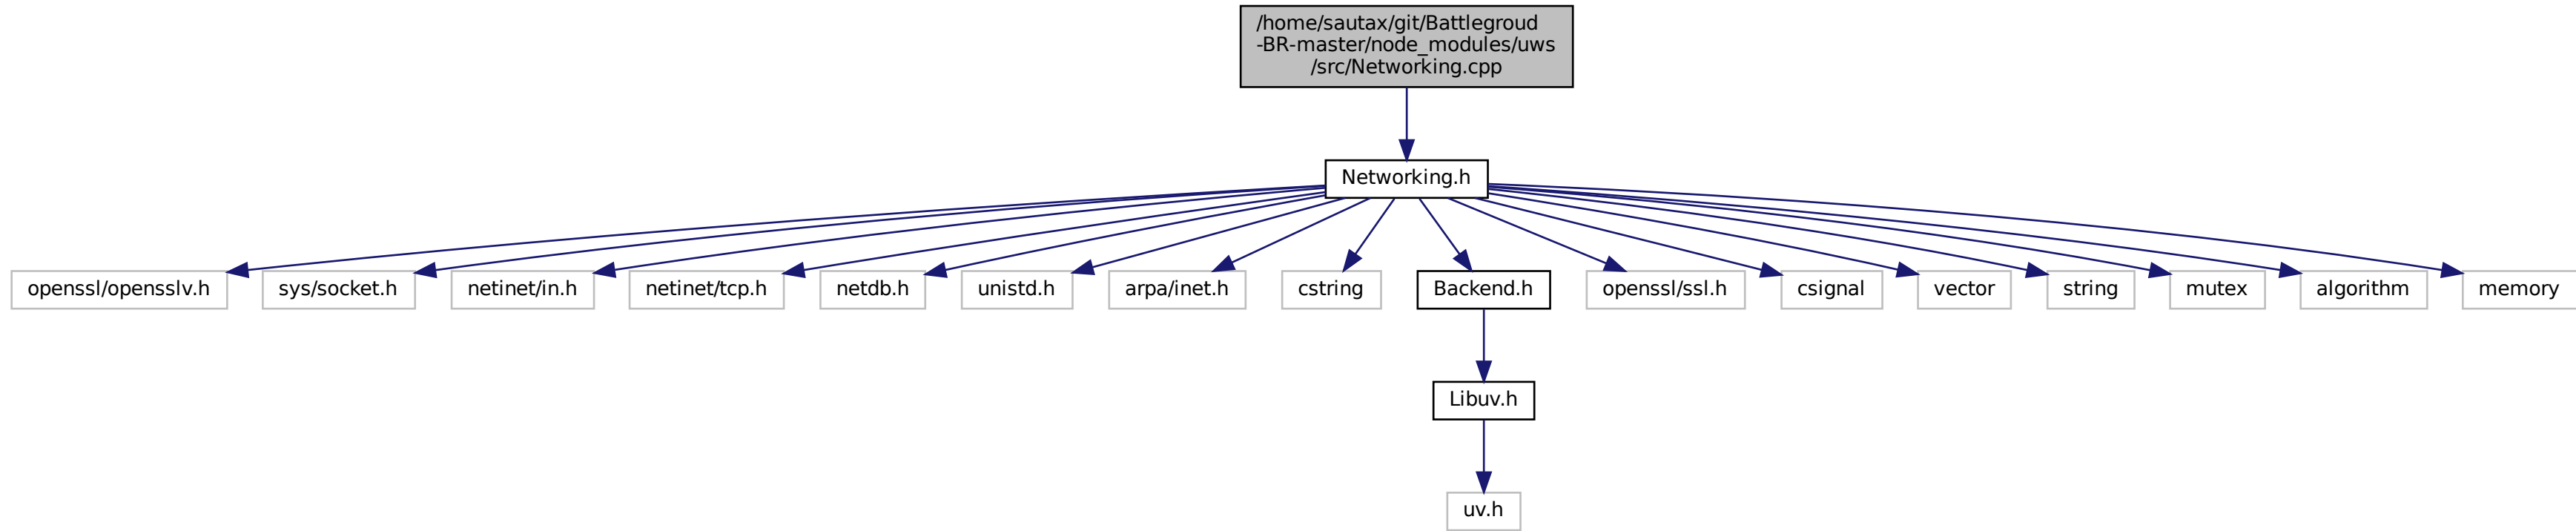 /home/sautax/git/Battlegroud
-BR-master/node_modules/uws
/src/Networking.cpp
Networking.h
openssl/opensslv.h
sys/socket.h
netinet/in.h
netinet/tcp.h
netdb.h
unistd.h
arpa/inet.h
cstring
Backend.h
openssl/ssl.h
csignal
vector
string
mutex
algorithm
memory
Libuv.h
uv.h